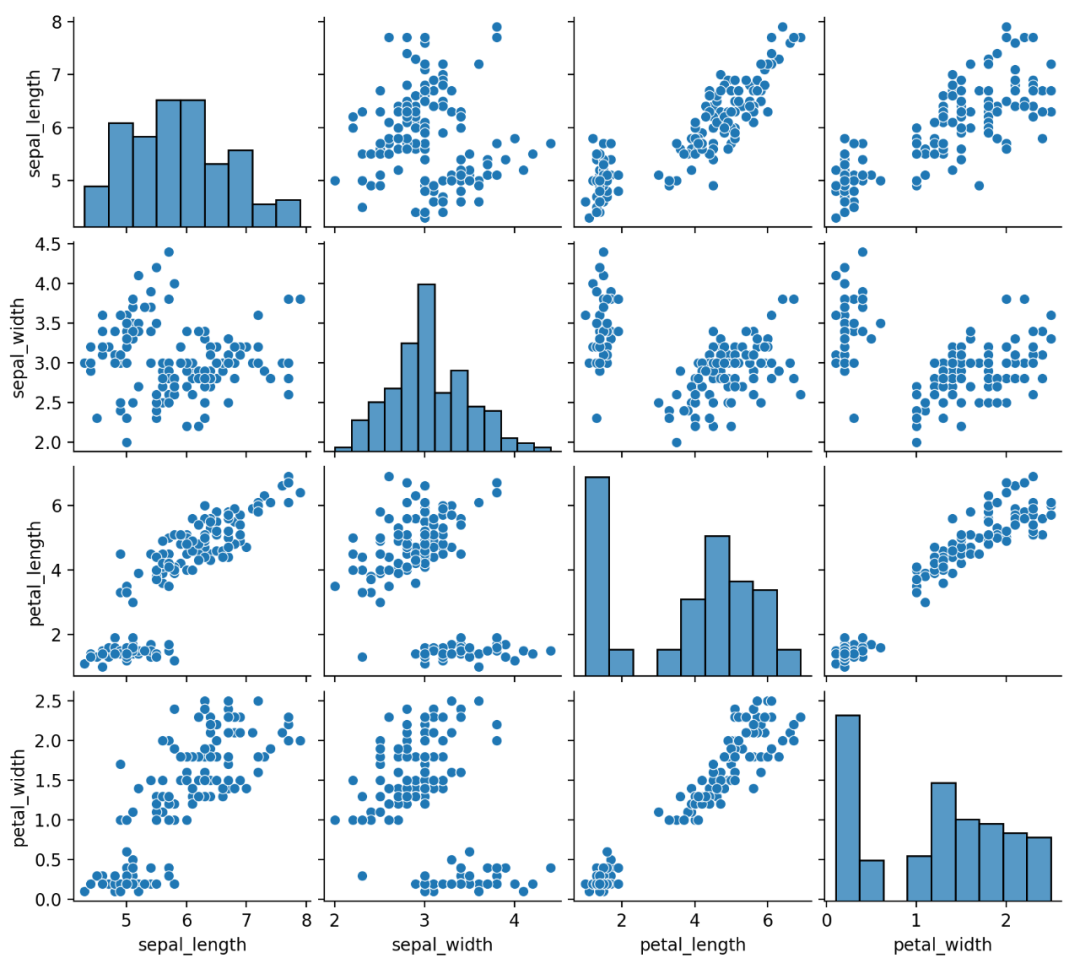 8
7
6
5
sepal_length
4.5
4.0
3.5
3.0
2.5
2.0
sepal_width
6
4
2
petal_length
2.5
2.0
1.5
1.0
0.5
0.0
petal_width
5 6 7 8
2 3 4
2 4 6
0 1 2
sepal_length
sepal_width
petal_length
petal_width